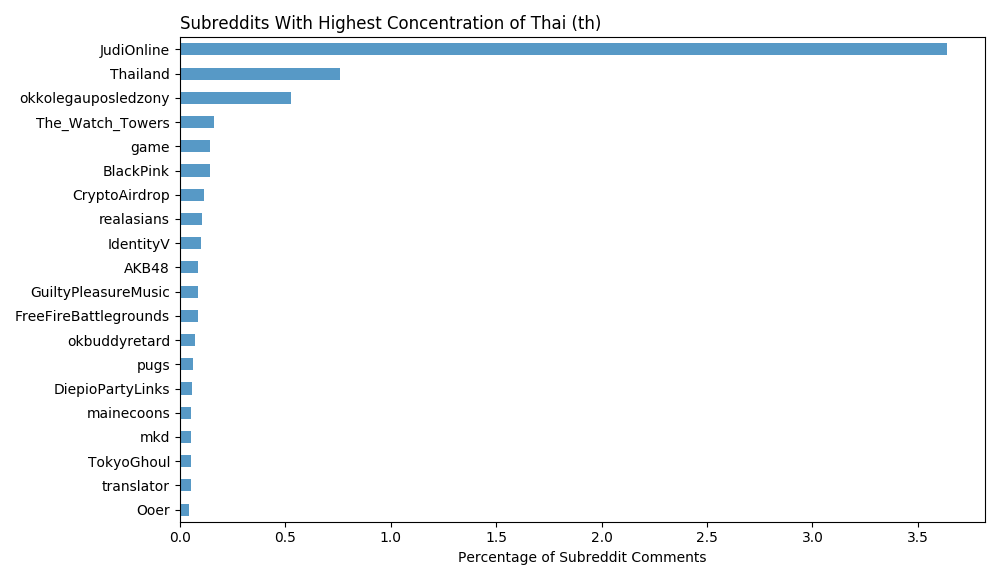 Subreddits With Highest Concentration of Thai (th)
JudiOnline
Thailand
okkolegauposledzony
The_Watch_Towers
game
BlackPink
CryptoAirdrop
realasians
IdentityV
AKB48
GuiltyPleasureMusic
FreeFireBattlegrounds
okbuddyretard
pugs
DiepioPartyLinks
mainecoons
mkd
TokyoGhoul
translator
Ooer
0.0 0.5 1.0 1.5 2.0 2.5 3.0 3.5
Percentage of Subreddit Comments